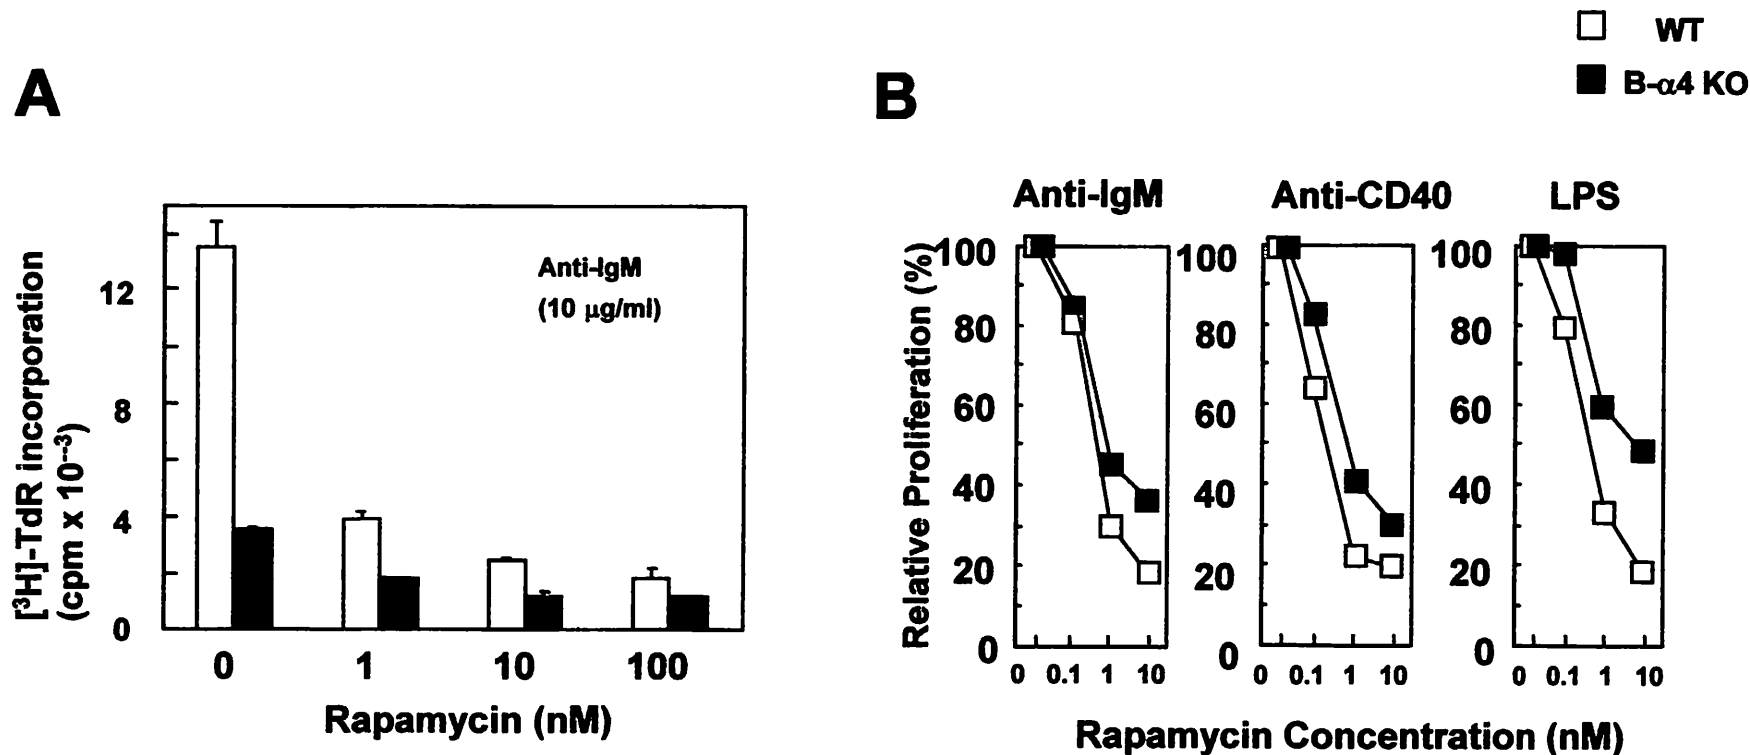 WT
B-α4 KO
A
[³H]-TdR incorporation
(cpm x 10⁻³)
12
8
4
0
Anti-IgM
(10 µg/ml)
0 1 10 100
Rapamycin (nM)
B
Relative Proliferation (%)
Anti-IgM
100
80
60
40
20
0
0 0.1 1 10
Anti-CD40
100
80
60
40
20
0
0 0.1 1 10
LPS
100
80
60
40
20
0
0 0.1 1 10
Rapamycin Concentration (nM)